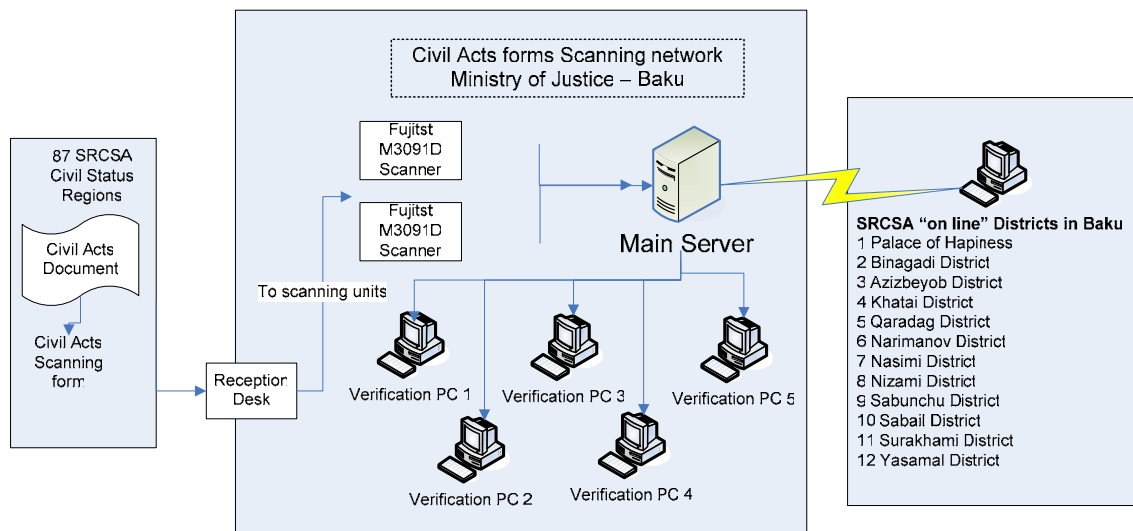 Civil Acts forms Scanning network
Ministry of Justice – Baku
87 SRCSA
Civil Status
Regions
Civil Acts
Document
Civil Acts
Scanning
form
Reception
Desk
To scanning units
Fujitst
M3091D
Scanner
Fujitst
M3091D
Scanner
Main Server
Verification PC 1
Verification PC 3
Verification PC 5
Verification PC 2
Verification PC 4
SRCSA “on line” Districts in Baku
1 Palace of Hapiness
2 Binagadi District
3 Azizbeyob District
4 Khatai District
5 Qaradag District
6 Narimanov District
7 Nasimi District
8 Nizami District
9 Sabunchu District
10 Sabail District
11 Surakhami District
12 Yasamal District